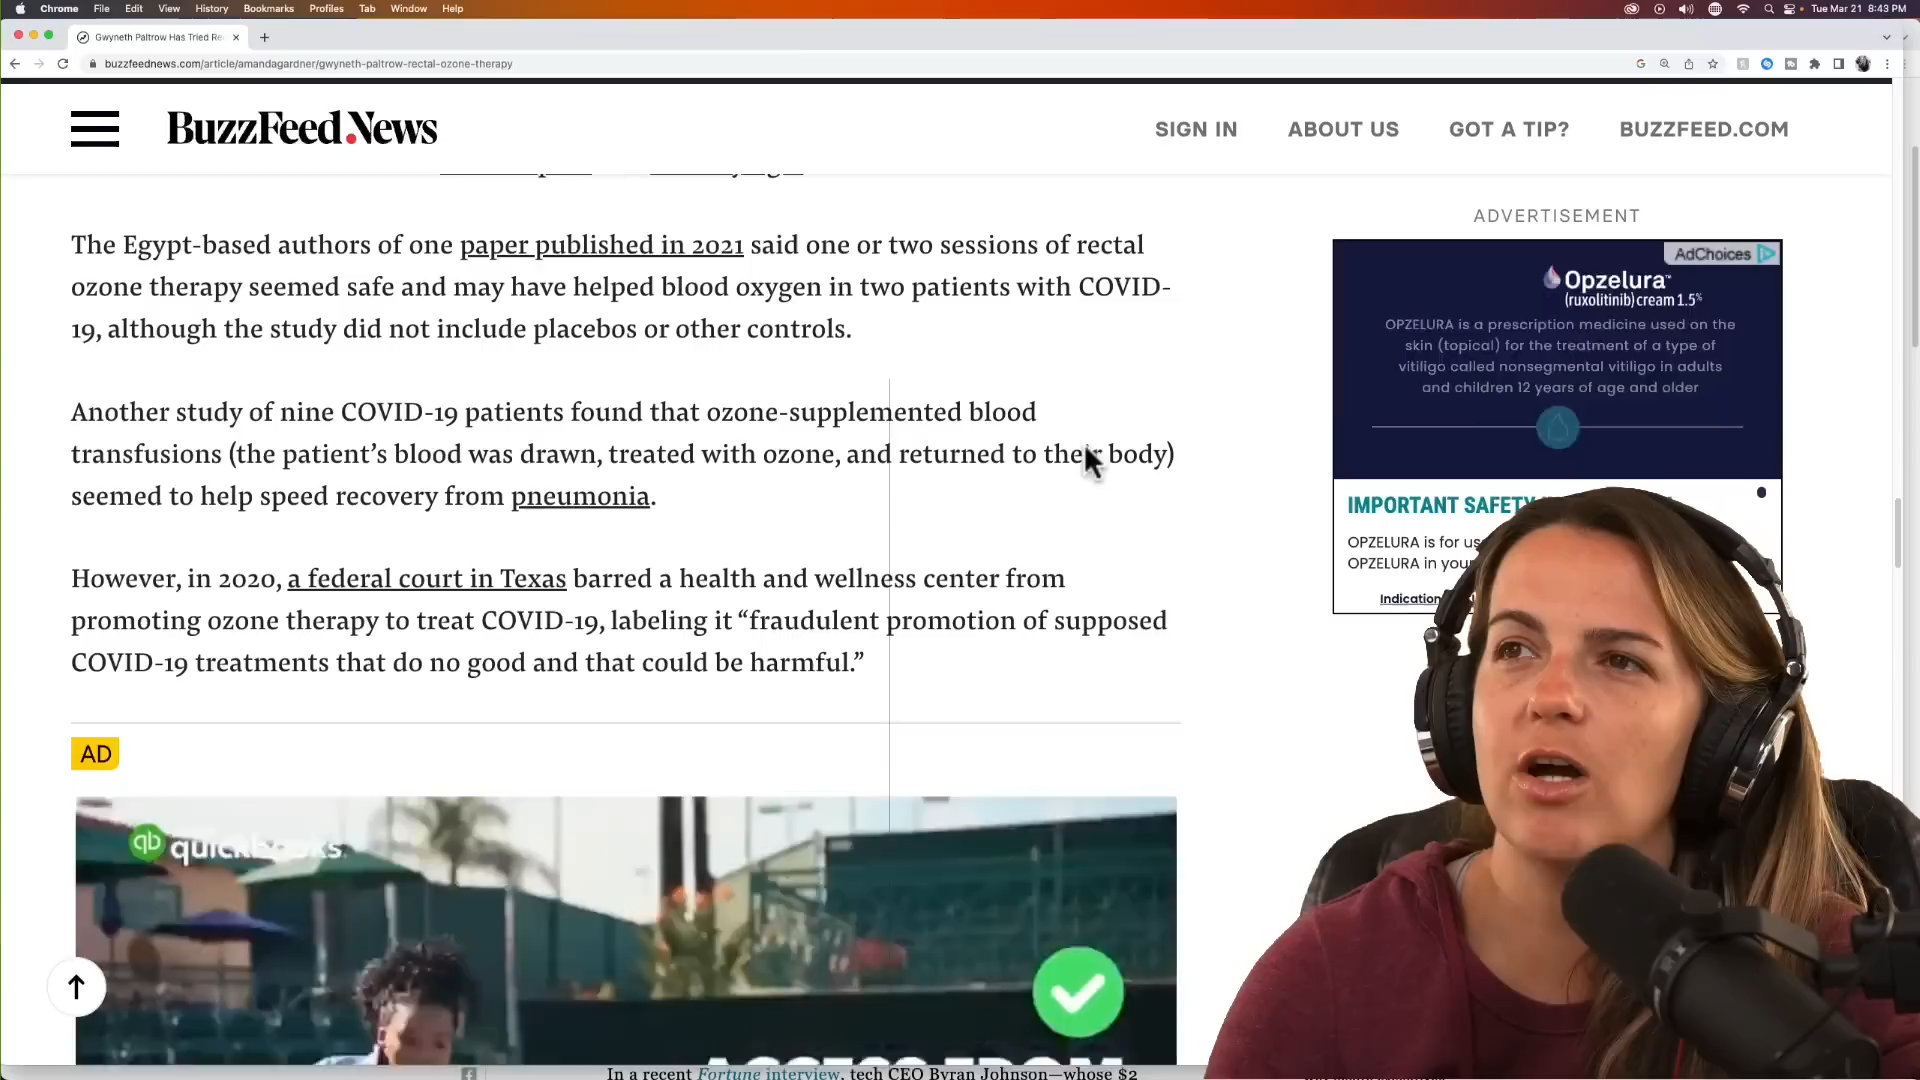 Chrome File Edit View History Bookmarks Profiles Tab Window Help
Tue Mar 21 8:43 PM
Gwyneth Paltrow Has Tried Re
buzzfeednews.com/article/amandagardner/gwyneth-paltrow-rectal-ozone-therapy
BuzzFeed.News
SIGN IN ABOUT US GOT A TIP? BUZZFEED.COM
The Egypt-based authors of one paper published in 2021 said one or two sessions of rectal
ozone therapy seemed safe and may have helped blood oxygen in two patients with COVID-
19, although the study did not include placebos or other controls.
Another study of nine COVID-19 patients found that ozone-supplemented blood
transfusions (the patient’s blood was drawn, treated with ozone, and returned to their body)
seemed to help speed recovery from pneumonia.
However, in 2020, a federal court in Texas barred a health and wellness center from
promoting ozone therapy to treat COVID-19, labeling it “fraudulent promotion of supposed
COVID-19 treatments that do no good and that could be harmful.”
AD
quickbooks.
ACCESS FROM
In a recent Fortune interview, tech CEO Byran Johnson—whose $2
ADVERTISEMENT
AdChoices
Opzelura™
(ruxolitinib) cream 1.5%
OPZELURA is a prescription medicine used on the
skin (topical) for the treatment of a type of
vitiligo called nonsegmental vitiligo in adults
and children 12 years of age and older
IMPORTANT SAFETY
OPZELURA is for us
OPZELURA in your
Indication